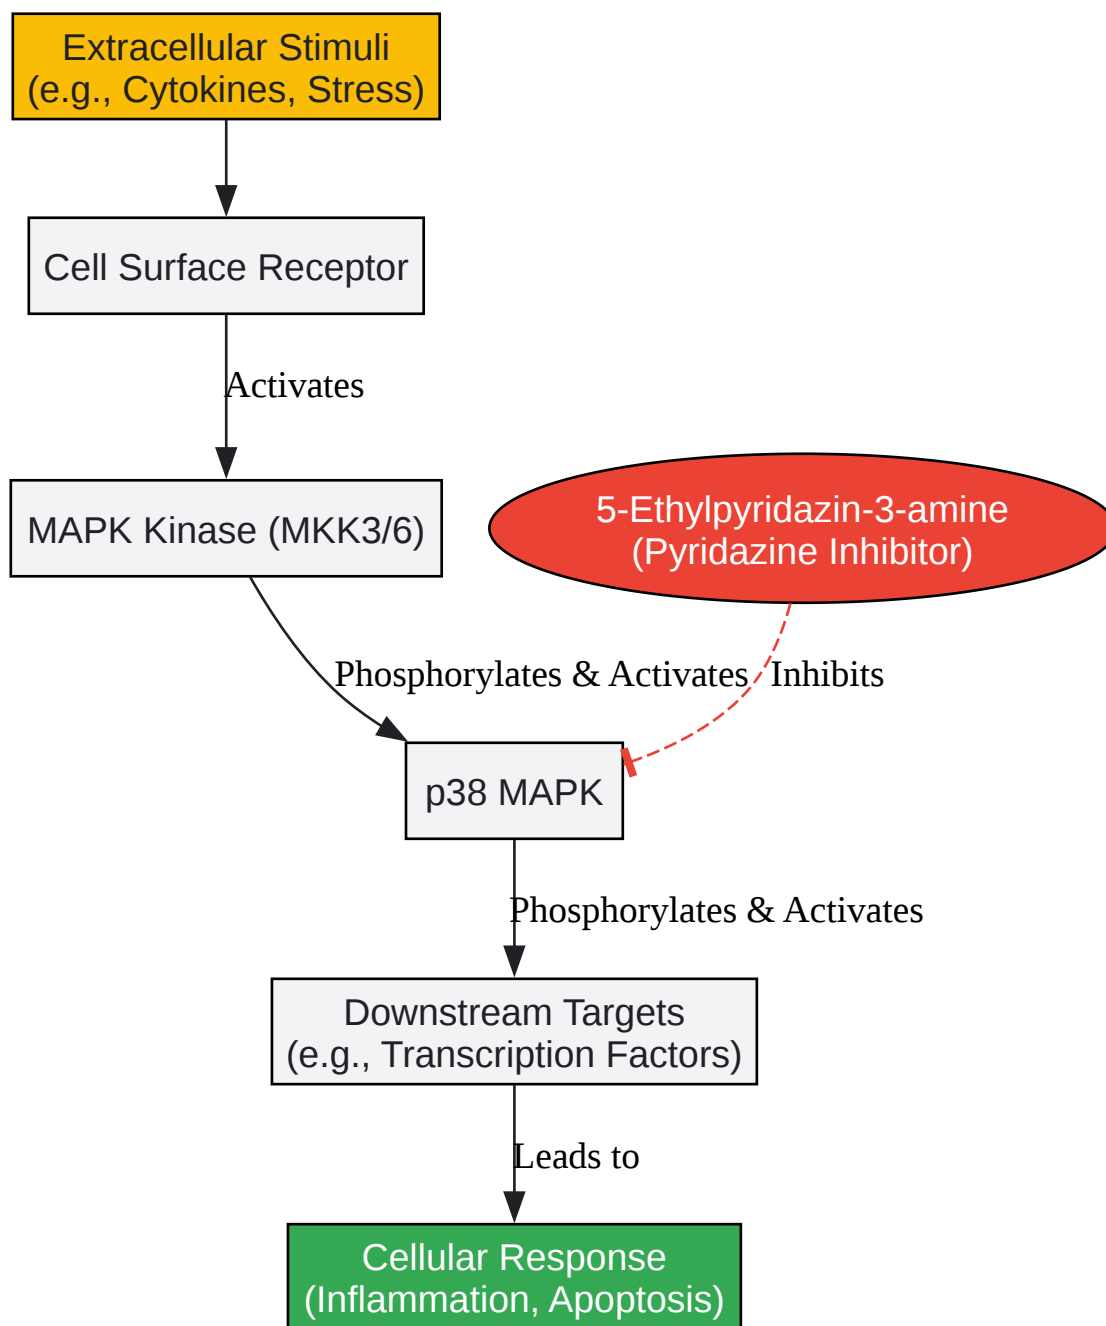 Extracellular Stimuli
(e.g., Cytokines, Stress)
Cell Surface Receptor
Activates
MAPK Kinase (MKK3/6)
5-Ethylpyridazin-3-amine
(Pyridazine Inhibitor)
Phosphorylates & Activates
Inhibits
p38 MAPK
Phosphorylates & Activates
Downstream Targets
(e.g., Transcription Factors)
Leads to
Cellular Response
(Inflammation, Apoptosis)